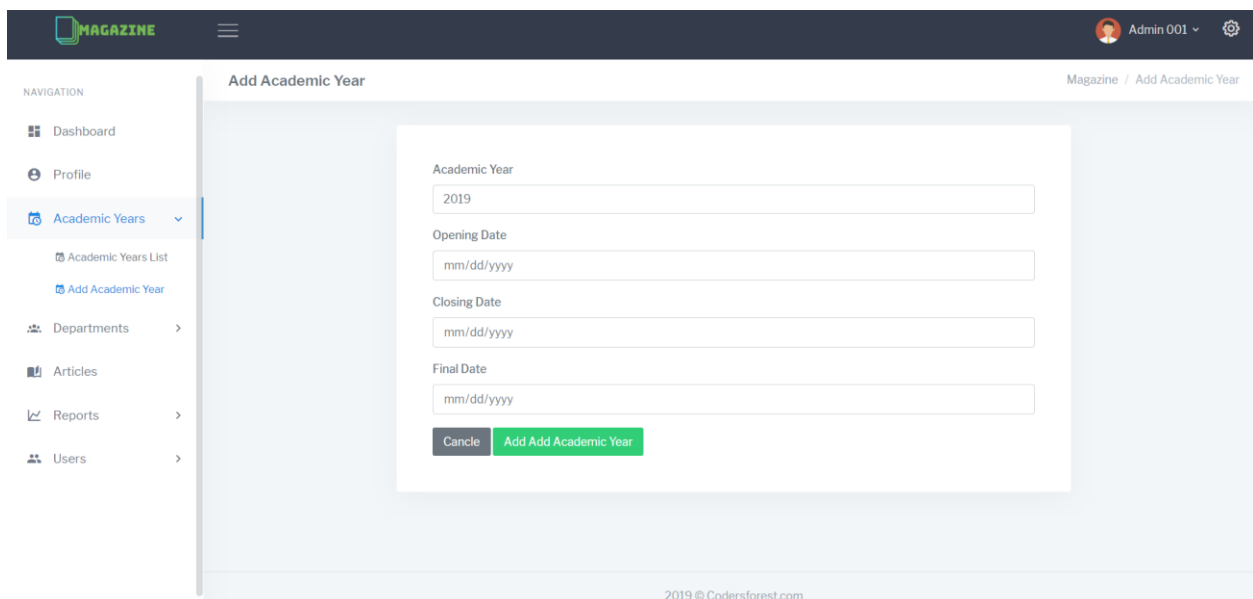 MAGAZINE
Admin 001
NAVIGATION
Add Academic Year
Magazine / Add Academic Year
Dashboard
Profile
Academic Years
Academic Years List
Add Academic Year
Departments
Articles
Reports
Users
Academic Year
2019
Opening Date
mm/dd/yyyy
Closing Date
mm/dd/yyyy
Final Date
mm/dd/yyyy
Cancle
Add Add Academic Year
2019 © Codersforest.com